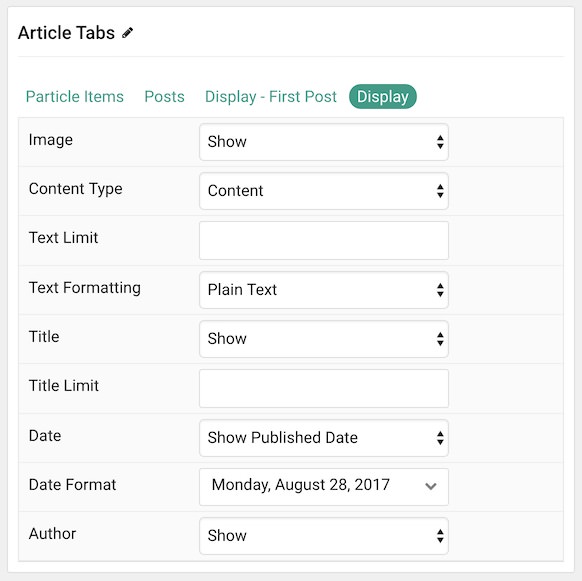 Article Tabs
Particle Items Posts Display - First Post Display
Image Show
Content Type Content
Text Limit
Text Formatting Plain Text
Title Show
Title Limit
Date Show Published Date
Date Format Monday, August 28, 2017
Author Show